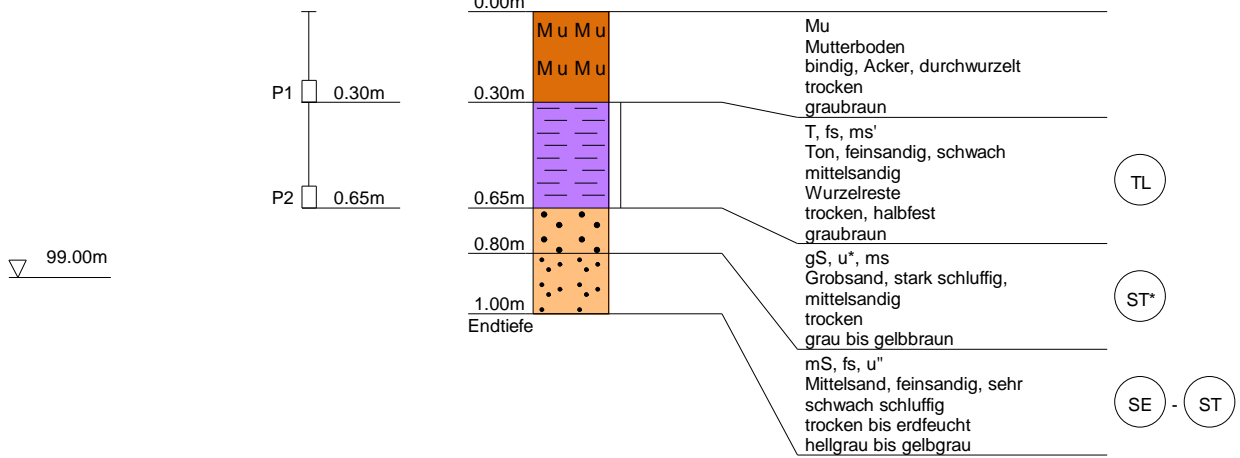 0.00m
Mu Mu
Mu Mu
P1 0.30m
0.30m
P2 0.65m
0.65m
99.00m
0.80m
1.00m
Endtiefe
Mu
Mutterboden
bindig, Acker, durchwurzelt
trocken
graubraun
T, fs, ms'
Ton, feinsandig, schwach
mittelsandig
Wurzelreste
trocken, halbfest
graubraun
TL
gS, u*, ms
Grobsand, stark schluffig,
mittelsandig
trocken
grau bis gelbbraun
ST*
mS, fs, u"
Mittelsand, feinsandig, sehr
schwach schluffig
trocken bis erdfeucht
hellgrau bis gelbgrau
SE - ST